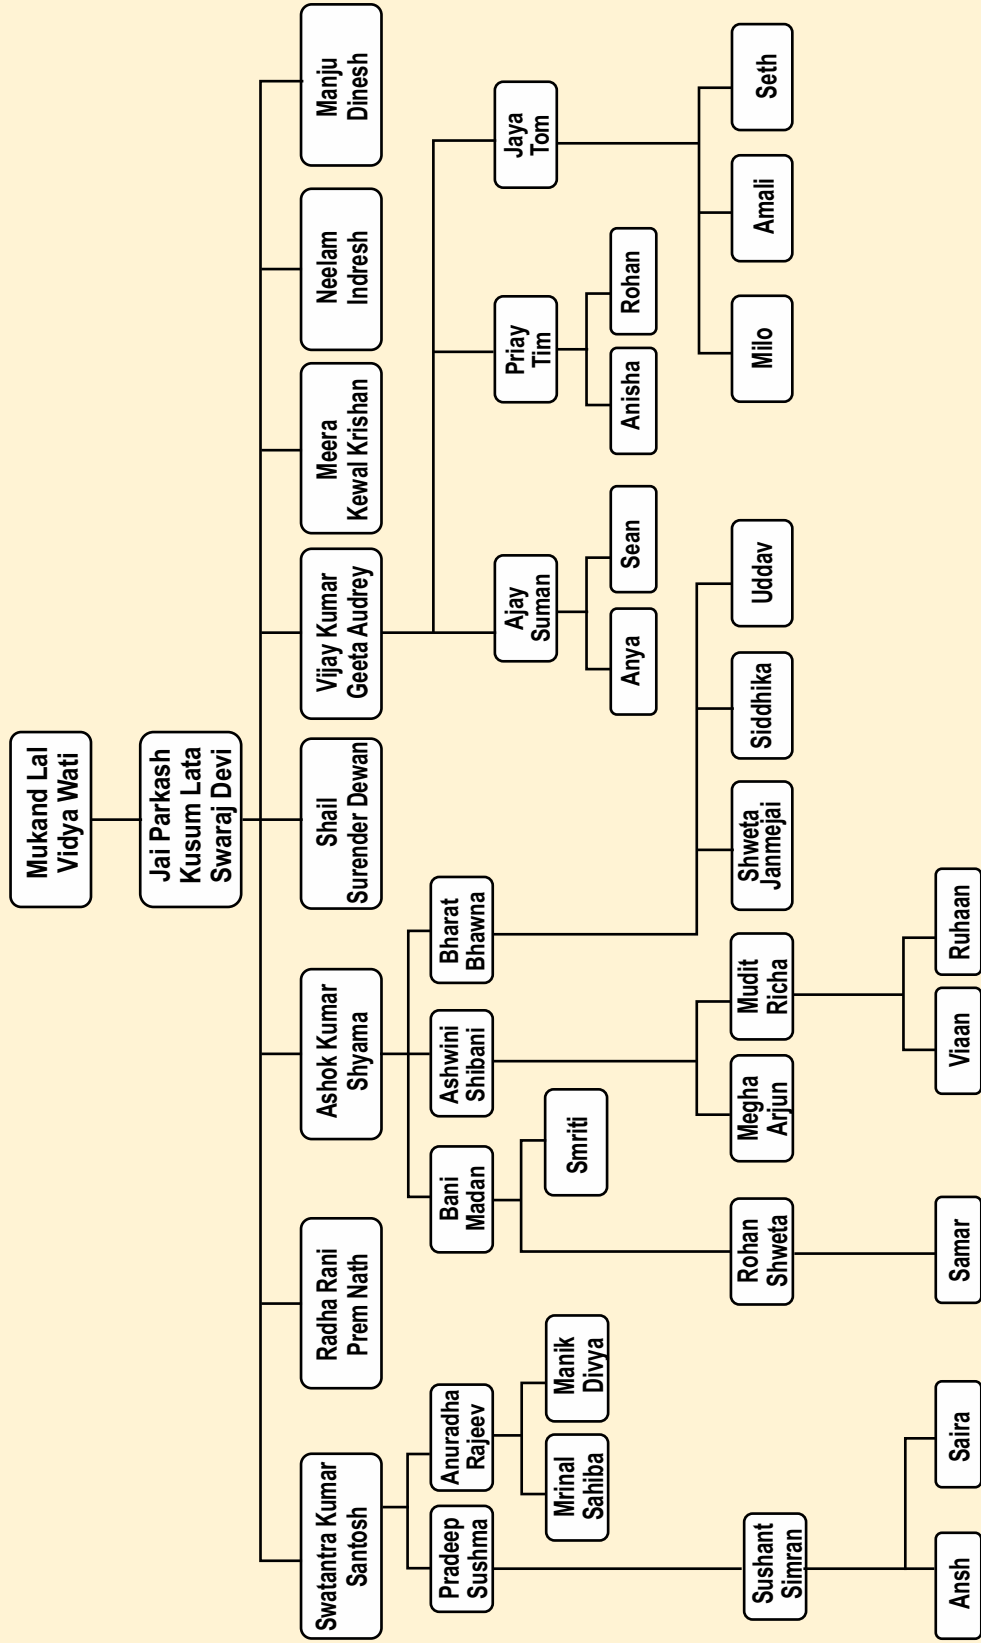 Mukand Lal
Vidya Wati
Jai Parkash
Kusum Lata
Swaraj Devi
Swatantra Kumar
Santosh
Radha Rani
Prem Nath
Ashok Kumar
Shyama
Shail
Surender Dewan
Vijay Kumar
Geeta Audrey
Meera
Kewal Krishan
Neelam
Indresh
Manju
Dinesh
Pradeep
Sushma
Anuradha
Rajeev
Bani
Madan
Ashwini
Shibani
Bharat
Bhawna
Ajay
Suman
Priay
Tim
Jaya
Tom
Mrinal
Sahiba
Manik
Divya
Smriti
Anya
Sean
Anisha
Rohan
Sushant
Simran
Rohan
Shweta
Megha
Arjun
Mudit
Richa
Shweta
Janmejai
Siddhika
Uddav
Milo
Amali
Seth
Ansh
Saira
Samar
Viaan
Ruhaan